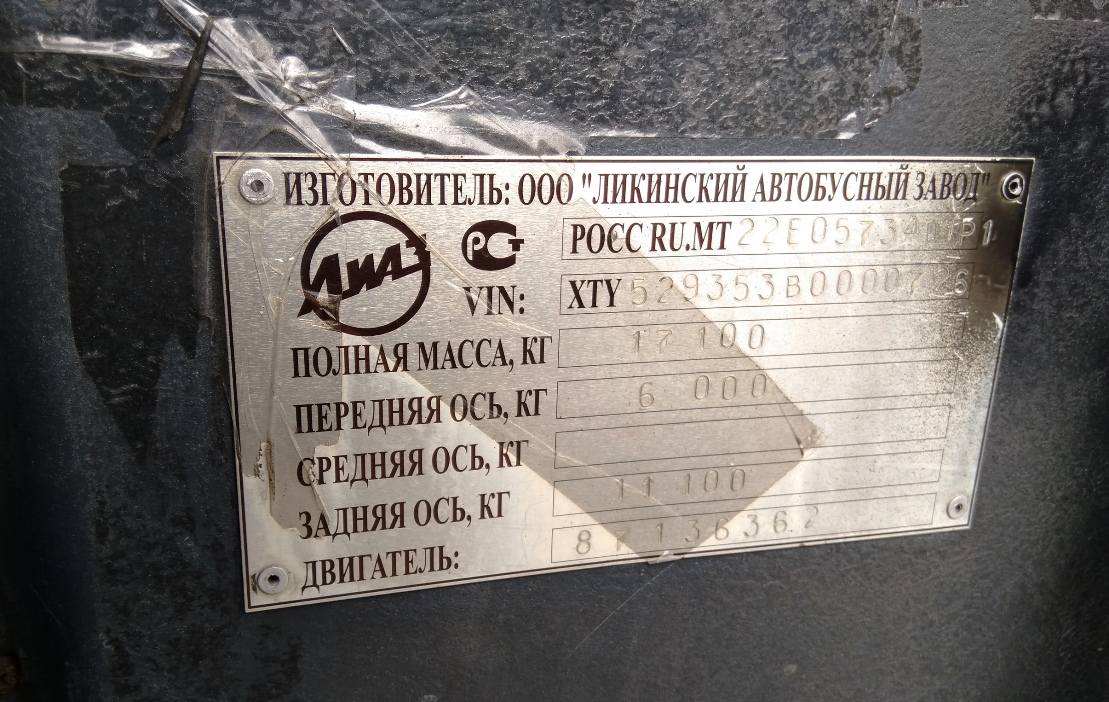 ИЗГОТОВИТЕЛЬ: ООО "ЛИКИНСКИЙ АВТОБУСНЫЙ ЗАВОД"
ЛиАЗ РСт РОСС RU.MT
VIN: XTY 529353B0000726
ПОЛНАЯ МАССА, КГ 17 100
ПЕРЕДНЯЯ ОСЬ, КГ 6 000
СРЕДНЯЯ ОСЬ, КГ
ЗАДНЯЯ ОСЬ, КГ 11 100
ДВИГАТЕЛЬ: 87136362